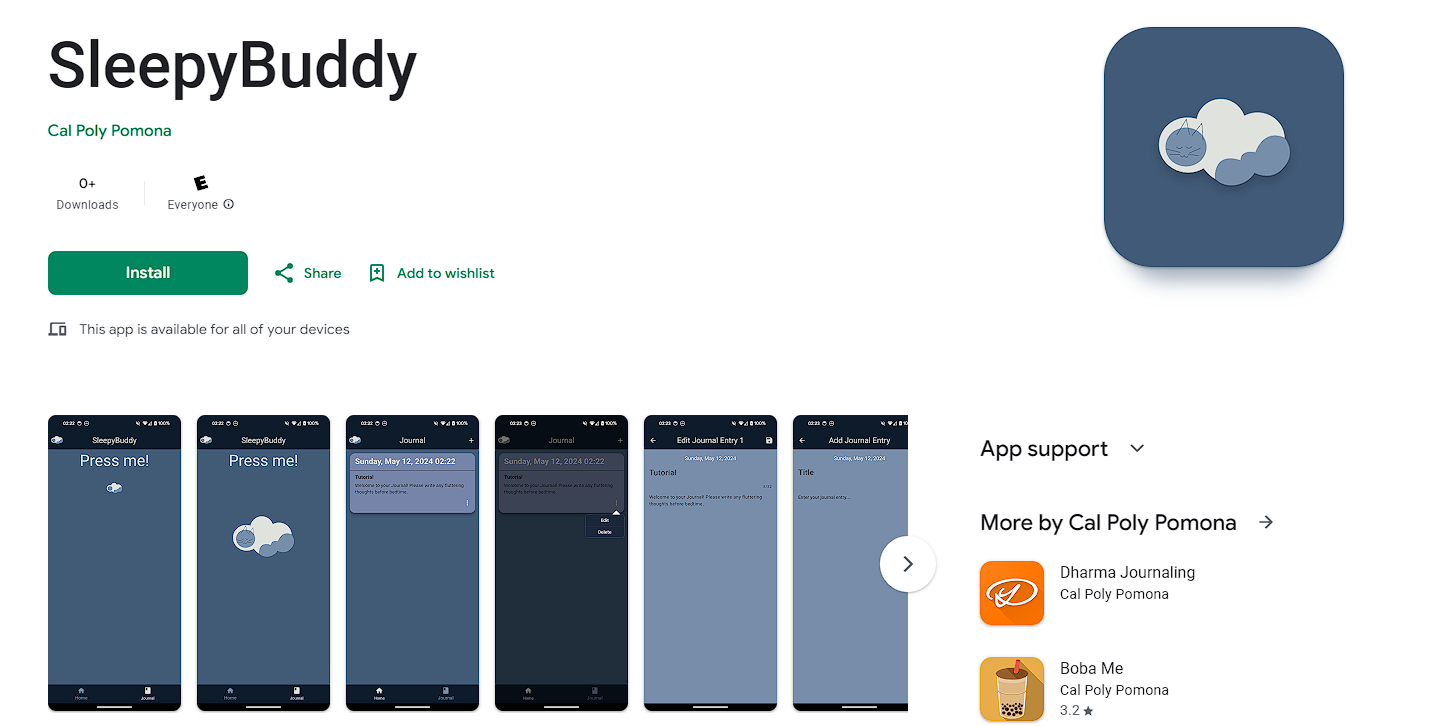 SleepyBuddy
Cal Poly Pomona
0+
Downloads
E
Everyone
Install
Share
Add to wishlist
This app is available for all of your devices
03:22
100%
SleepyBuddy
Press me!
Home
Journal
03:22
100%
SleepyBuddy
Press me!
Home
Journal
03:22
100%
Journal
+
Sunday, May 12, 2024 02:22
Tutorial
Welcome to your Journal! Please write any fluttering
thoughts before bedtime.
Home
Journal
03:23
100%
Journal
+
Sunday, May 12, 2024 02:22
Tutorial
Welcome to your Journal! Please write any fluttering
thoughts before bedtime.
Edit
Delete
Home
Journal
03:23
100%
Edit Journal Entry 1
Sunday, May 12, 2024
Tutorial
Welcome to your Journal! Please write any fluttering
thoughts before bedtime.
03:23
Add Journal Entry
Sunday, May 12, 2024
Title
Enter your journal entry...
App support
More by Cal Poly Pomona
Dharma Journaling
Cal Poly Pomona
Boba Me
Cal Poly Pomona
3.2